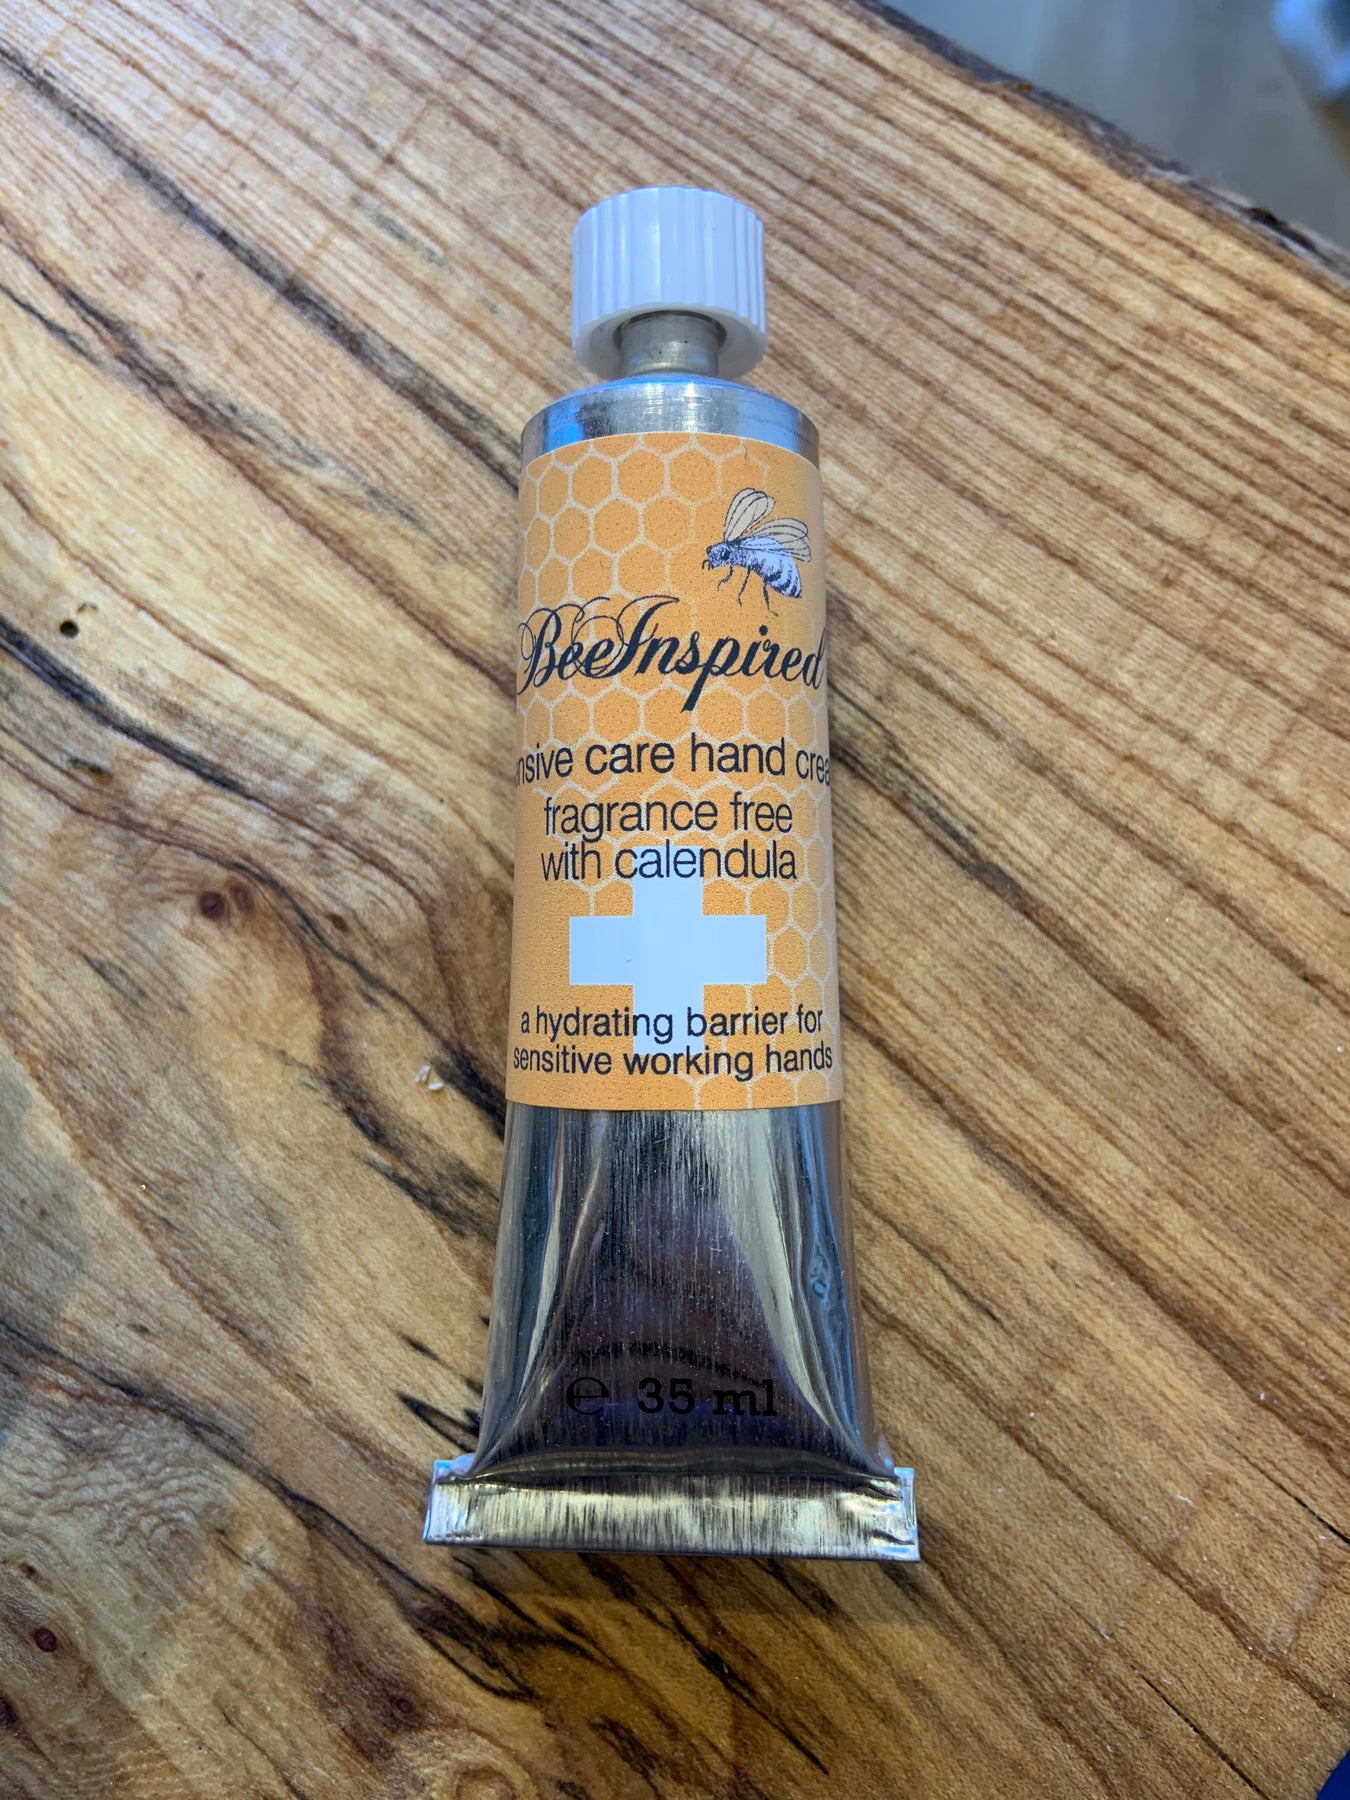 BeeInspired
nsive care hand crea
fragrance free
with calendula
a hydrating barrier for
sensitive working hands
℮ 35 ml